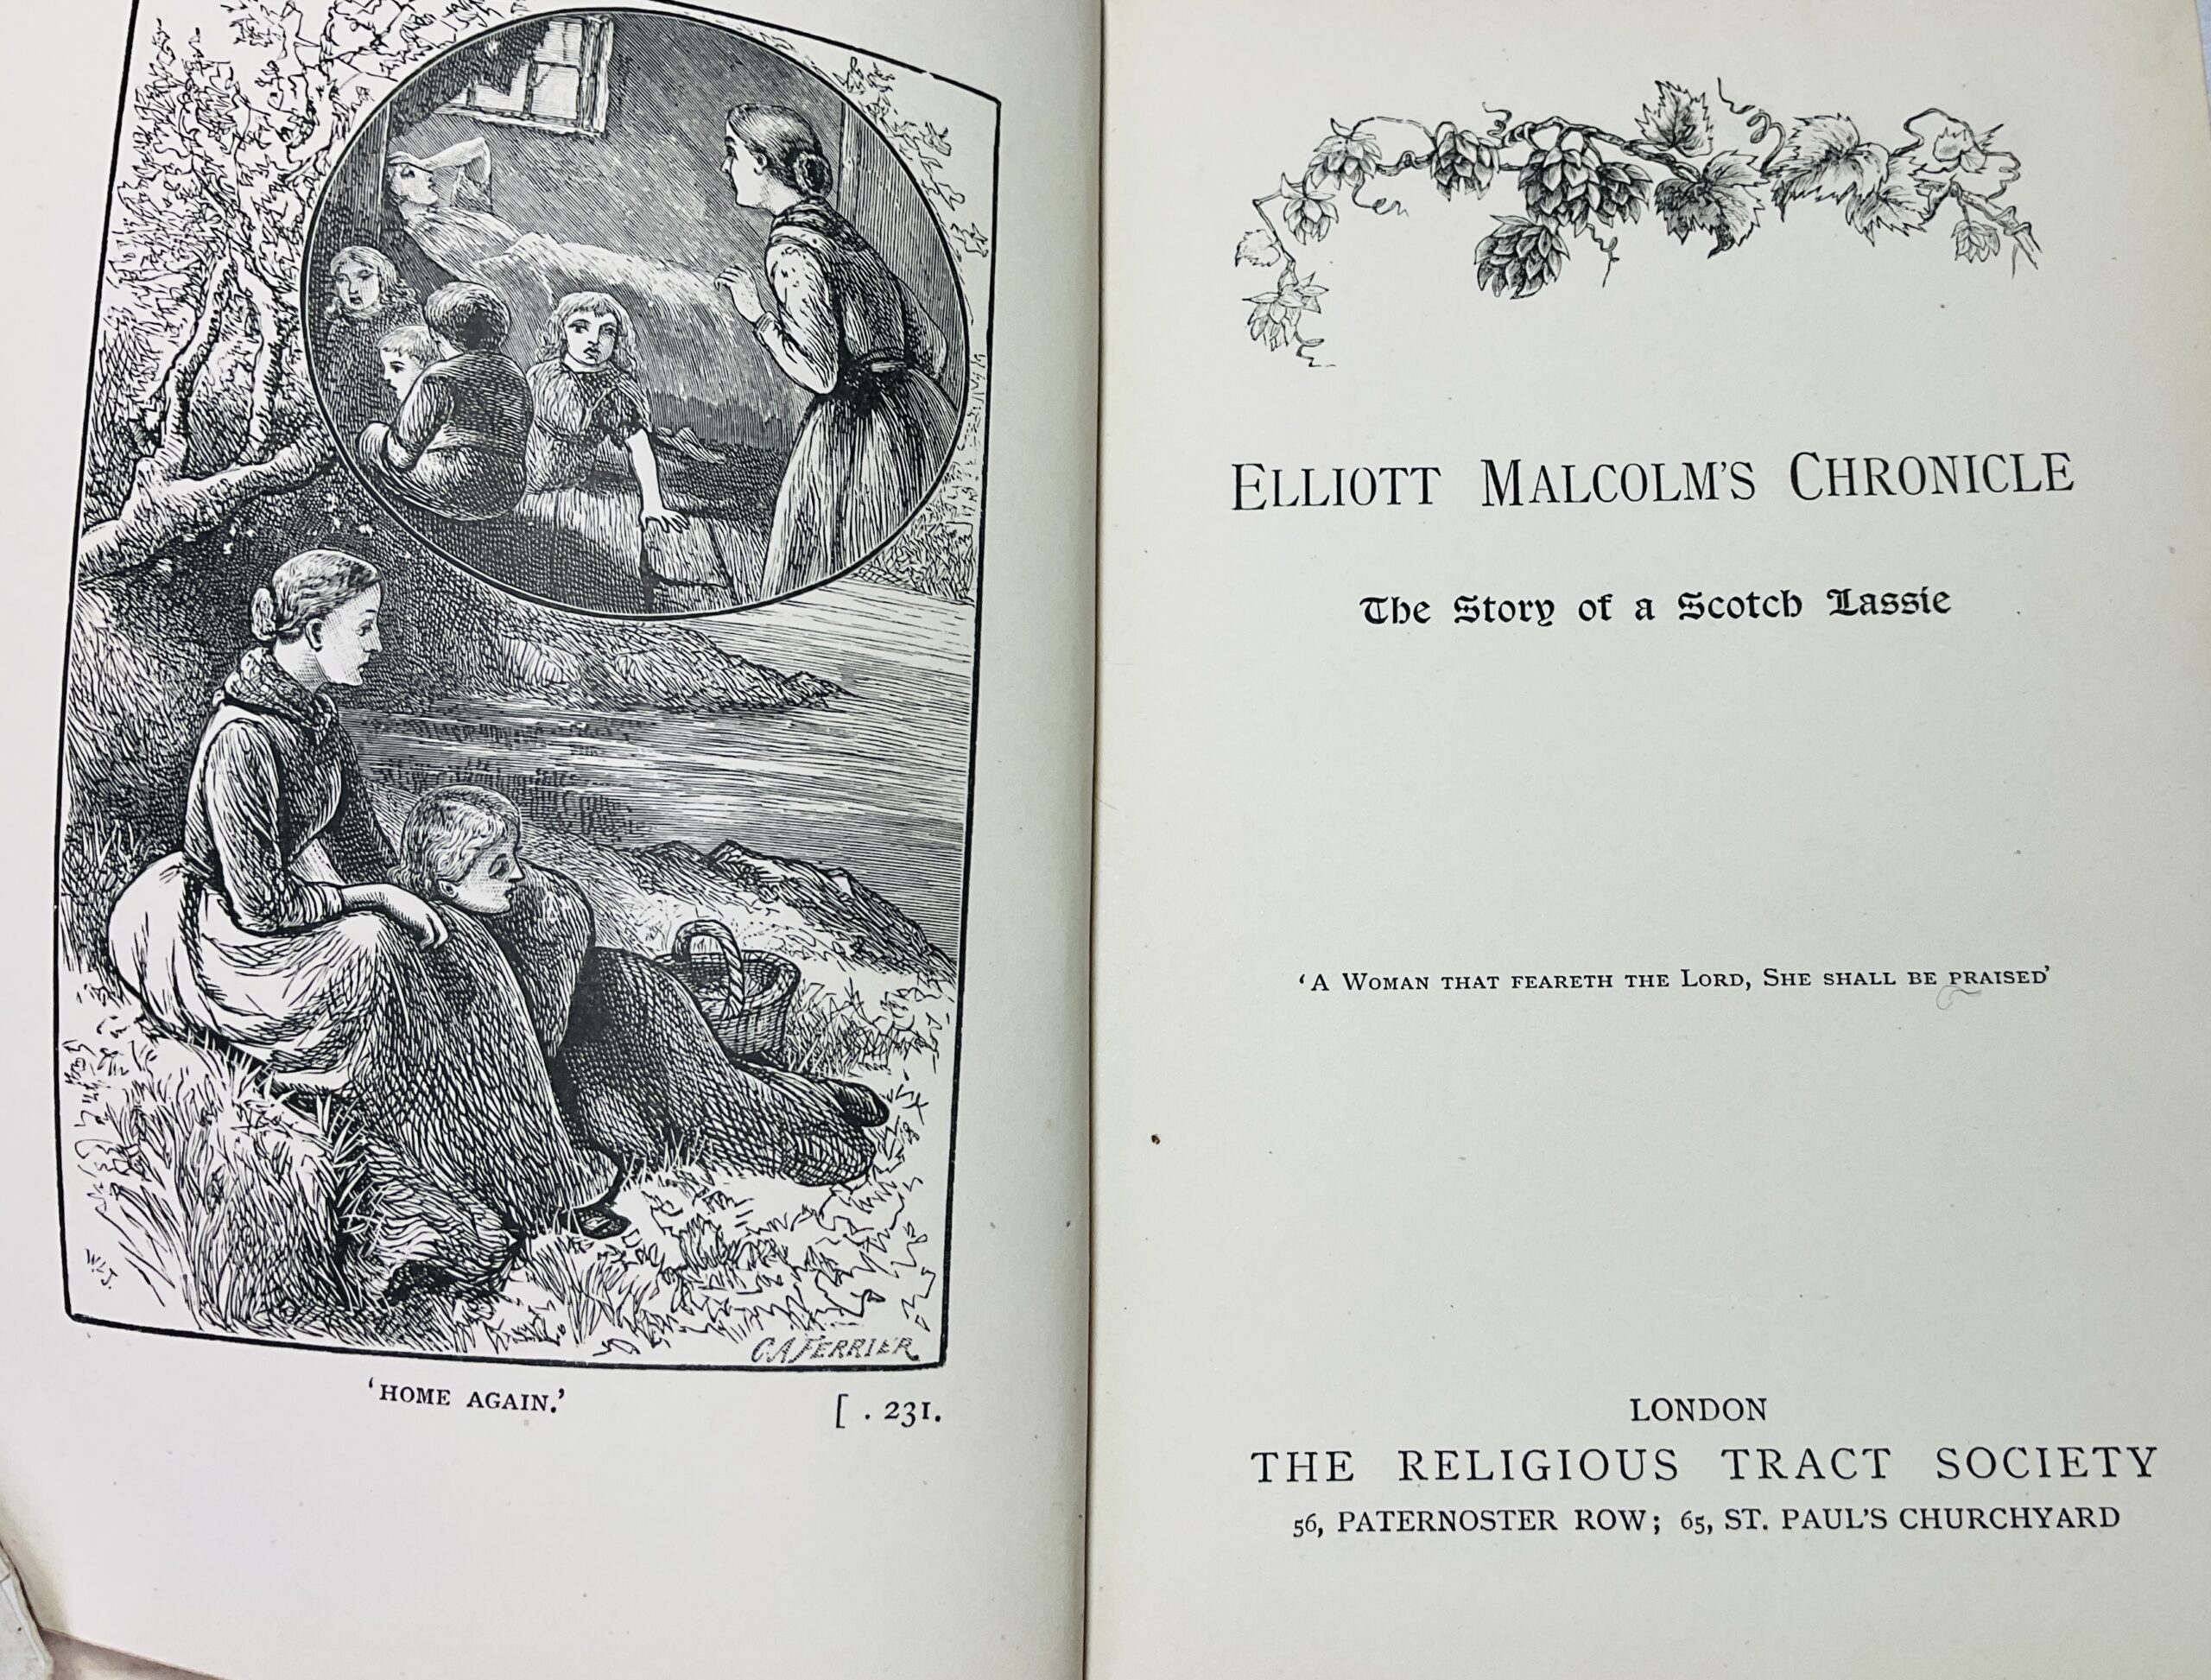 W.L.J.
C.A.FERRIER
'HOME AGAIN.'
[ . 231.
ELLIOTT MALCOLM'S CHRONICLE
The Story of a Scotch Lassie
'A WOMAN THAT FEARETH THE LORD, SHE SHALL BE PRAISED'
LONDON
THE RELIGIOUS TRACT SOCIETY
56, PATERNOSTER ROW; 65, ST. PAUL'S CHURCHYARD